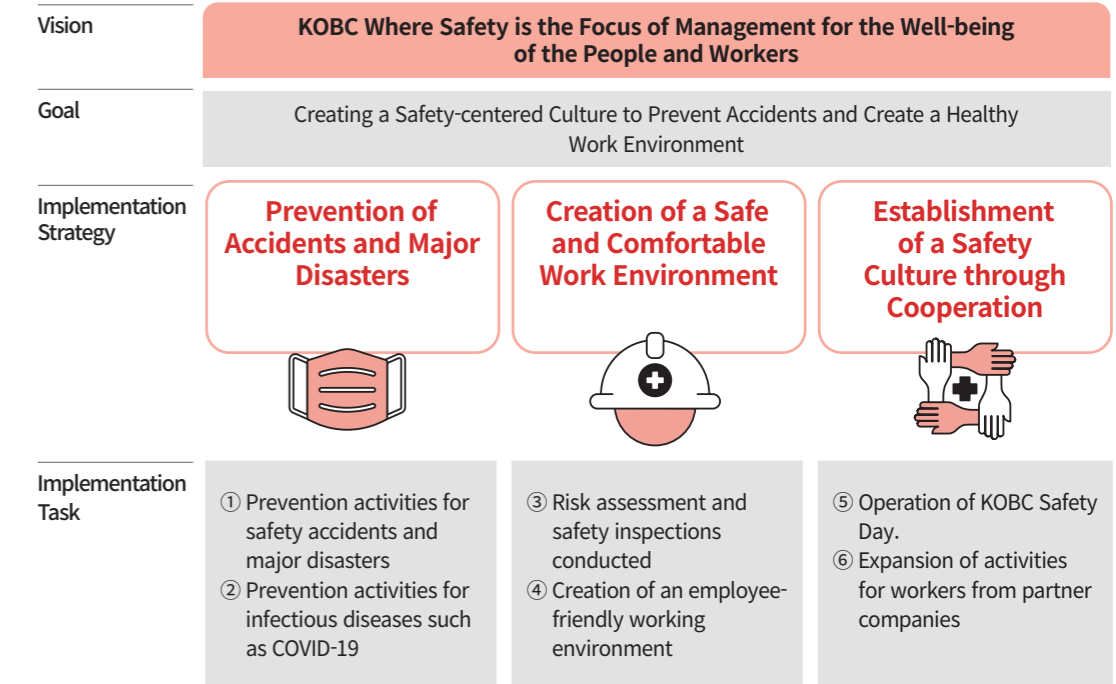 Vision
KOBC Where Safety is the Focus of Management for the Well-being
of the People and Workers
Goal
Creating a Safety-centered Culture to Prevent Accidents and Create a Healthy
Work Environment
Implementation
Strategy
Prevention of
Accidents and Major
Disasters
Creation of a Safe
and Comfortable
Work Environment
Establishment
of a Safety
Culture through
Cooperation
Implementation
Task
① Prevention activities for
safety accidents and
major disasters
② Prevention activities for
infectious diseases such
as COVID-19
③ Risk assessment and
safety inspections
conducted
④ Creation of an employee-
friendly working
environment
⑤ Operation of KOBC Safety
Day.
⑥ Expansion of activities
for workers from partner
companies